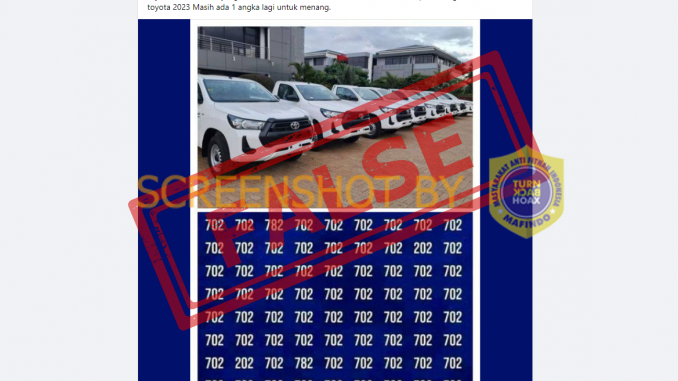 toyota 2023 Masih ada 1 angka lagi untuk menang.
FALSE
SCREENSHOT BY
MASYARAKAT ANTI FITNAH INDONESIA
TURN
BACK
HOAX
MAFINDO
702 702 782 702 702 702 702 702 702
702 702 702 702 702 702 702 202 702
702 702 702 702 702 702 702 702 702
702 702 702 702 702 702 702 702 702
702 702 702 702 702 702 702 702 702
702 702 702 702 702 702 702 702 702
702 202 702 782 702 702 702 702 702